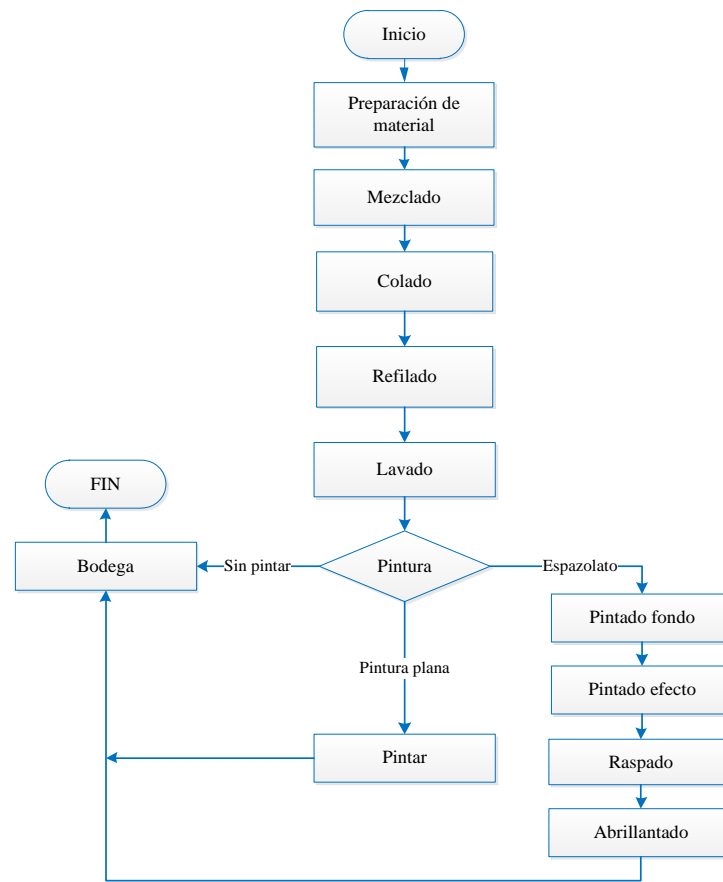 Inicio
Preparación de
material
Mezclado
Colado
Refilado
Lavado
FIN
Bodega
Sin pintar
Pintura
Espazolato
Pintado fondo
Pintura plana
Pintado efecto
Pintar
Raspado
Abrillantado